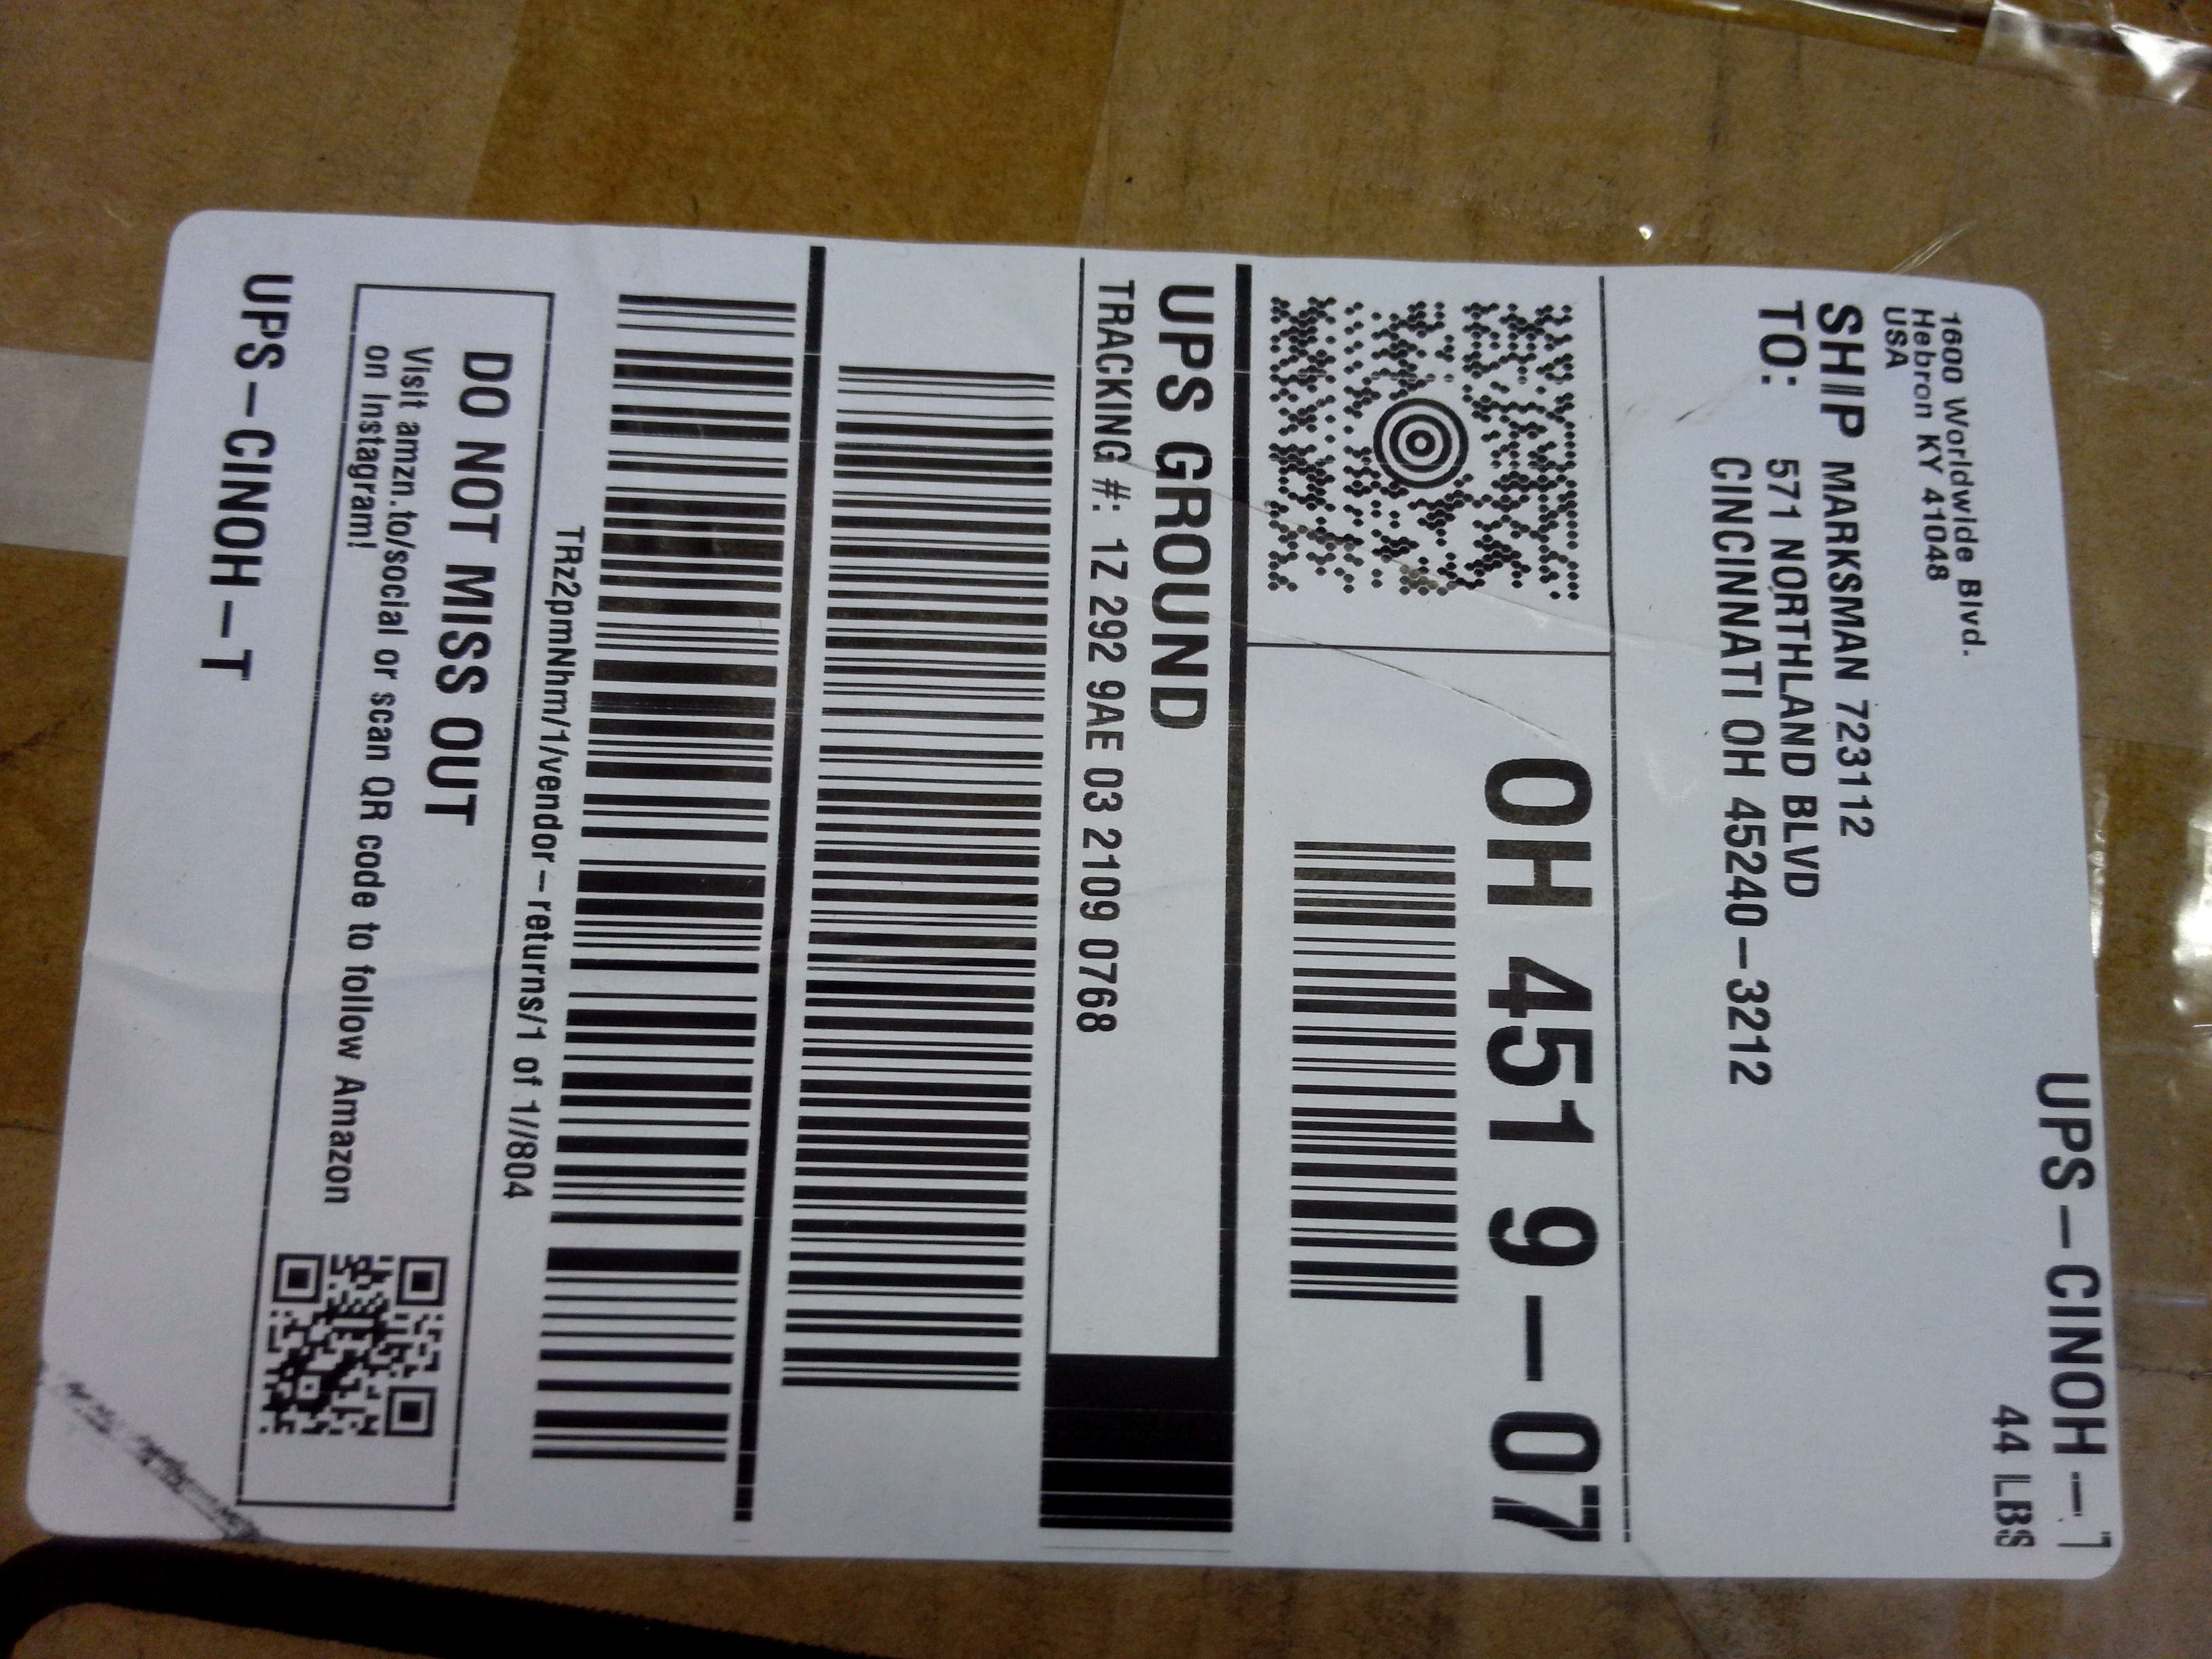 UPS-CINOH-T
44 LBS
1600 Worldwide Blvd.
Hebron KY 41048
USA
SHIP MARKSMAN 723112
TO: 571 NORTHLAND BLVD
CINCINNATI OH 45240-3212
OH 451 9-07
UPS GROUND
TRACKING #: 1Z 292 9AE 03 2109 0768
TRz2pmNhm/1/vendor-returns/1 of 1//804
DO NOT MISS OUT
Visit amzn.to/social or scan QR code to follow Amazon
on Instagram!
UPS-CINOH-T